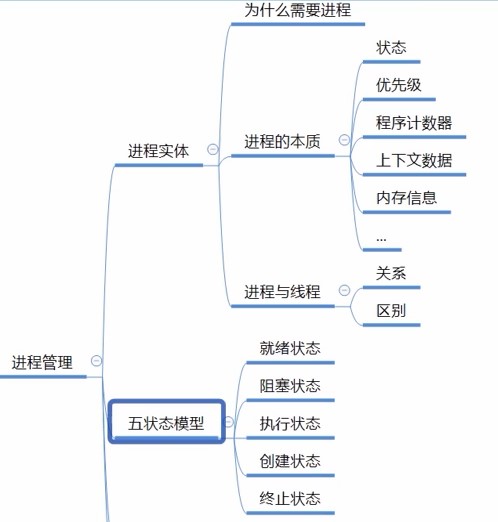 进程管理
进程实体
为什么需要进程
进程的本质
状态
优先级
程序计数器
上下文数据
内存信息
...
进程与线程
关系
区别
五状态模型
就绪状态
阻塞状态
执行状态
创建状态
终止状态